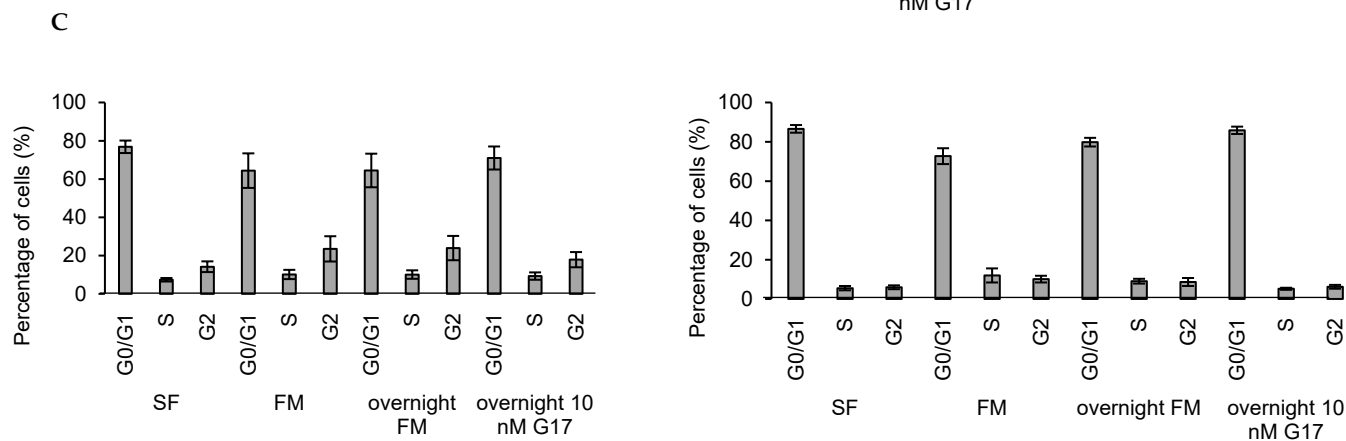 nM G17
C
100
80
60
40
20
0
Percentage of cells (%)
G0/G1
S
G2
G0/G1
S
G2
G0/G1
S
G2
G0/G1
S
G2
SF
FM
overnight
FM
overnight 10
nM G17
100
80
60
40
20
0
Percentage of cells (%)
G0/G1
S
G2
G0/G1
S
G2
G0/G1
S
G2
G0/G1
S
G2
SF
FM
overnight FM
overnight 10
nM G17